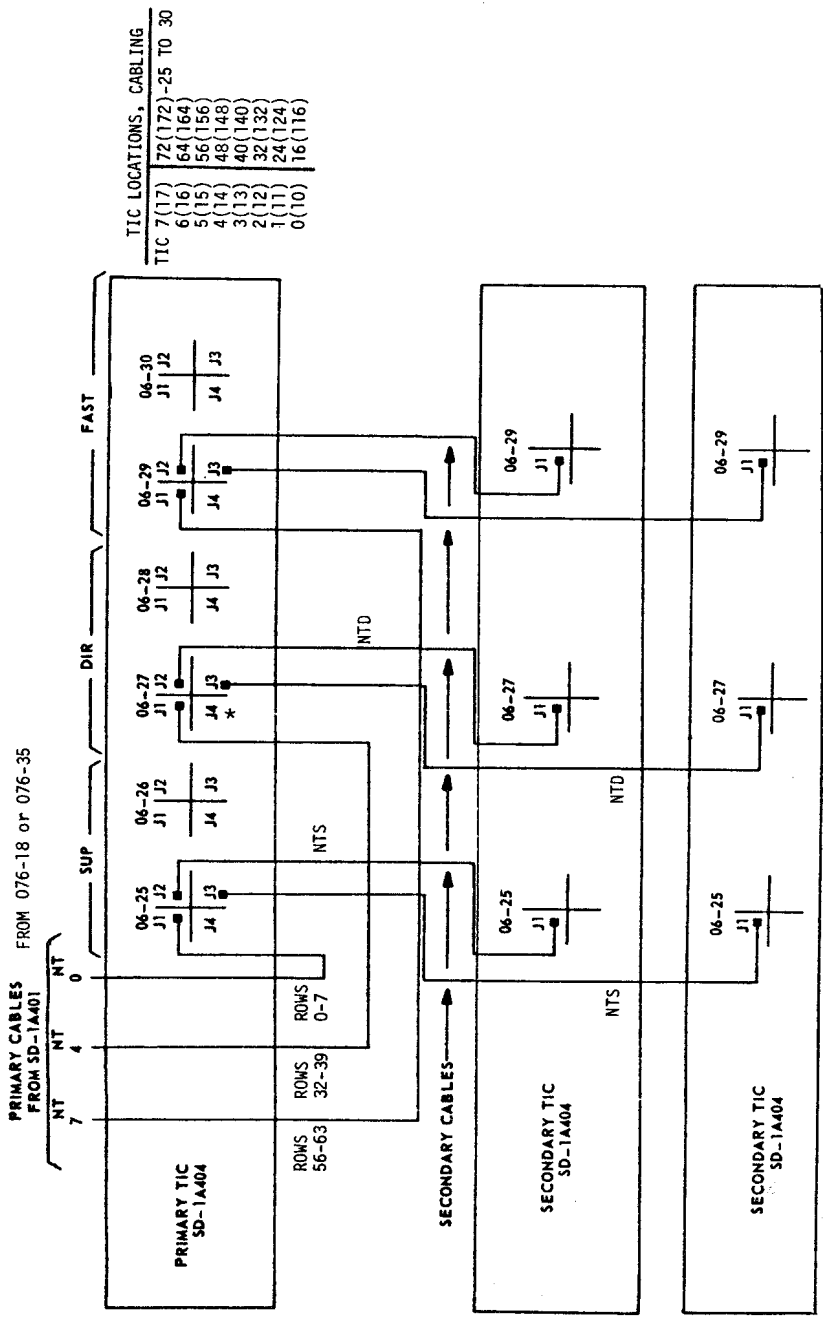 PRIMARY CABLES
FROM SD-1A401
FROM 076-18 or 076-35
NT NT NT
7 4 0
SUP DIR FAST
TIC LOCATIONS, CABLING
TIC 7(17) 72(172)-25 TO 30
6(16) 64(164)
5(15) 56(156)
4(14) 48(148)
3(13) 40(140)
2(12) 32(132)
1(11) 24(124)
0(10) 16(116)
PRIMARY TIC
SD-1A404
06-25 06-26 06-27 06-28 06-29 06-30
J1 J2 J1 J2 J1 J2 J1 J2 J1 J2 J1 J2
J4 J3 J4 J3 J4 J3 J4 J3 J4 J3 J4 J3
*
ROWS
56-63
ROWS
32-39
ROWS
0-7
NTS
NTD
SECONDARY CABLES
SECONDARY TIC
SD-1A404
06-25
J1
06-27
J1
06-29
J1
NTS
NTD
SECONDARY TIC
SD-1A404
06-25
J1
06-27
J1
06-29
J1